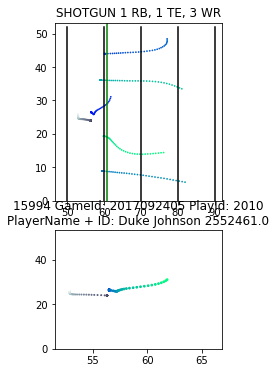 SHOTGUN 1 RB, 1 TE, 3 WR
50
40
30
20
10
0
50 60 70 80 90
15994 GameId: 2017092405 PlayId: 2010
PlayerName + ID: Duke Johnson 2552461.0
40
20
0
55 60 65